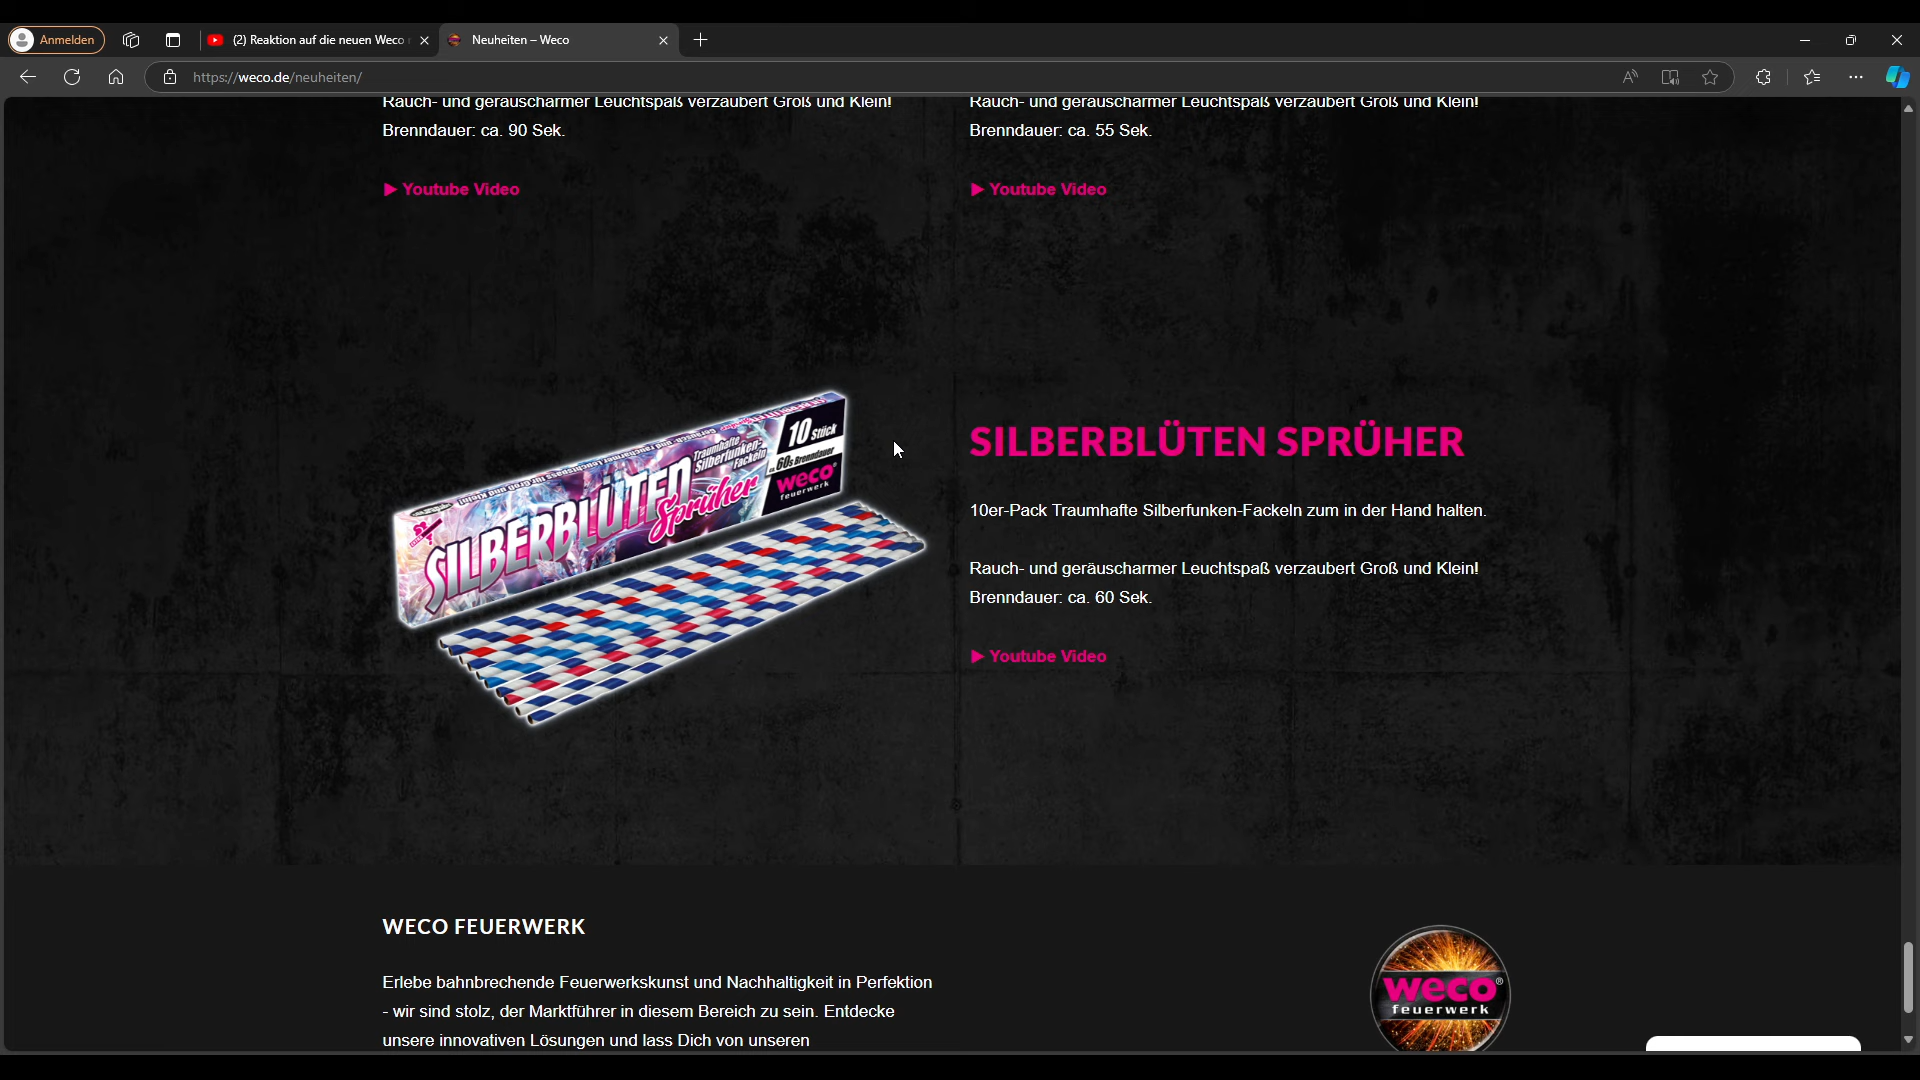 Anmelden
(2) Reaktion auf die neuen Weco
Neuheiten – Weco
https://weco.de/neuheiten/
Rauch- und geräuscharmer Leuchtspaß verzaubert Groß und Klein!
Brenndauer: ca. 90 Sek.
▶ Youtube Video
Rauch- und geräuscharmer Leuchtspaß verzaubert Groß und Klein!
Brenndauer: ca. 55 Sek.
▶ Youtube Video
10 Stück
Traumhafte
Silberfunken-
Fackeln
ca. 60s Brenndauer
weco
feuerwerk
SILBERBLÜTEN
Sprüher
SILBERBLÜTEN SPRÜHER
10er-Pack Traumhafte Silberfunken-Fackeln zum in der Hand halten.
Rauch- und geräuscharmer Leuchtspaß verzaubert Groß und Klein!
Brenndauer: ca. 60 Sek.
▶ Youtube Video
WECO FEUERWERK
Erlebe bahnbrechende Feuerwerkskunst und Nachhaltigkeit in Perfektion
- wir sind stolz, der Marktführer in diesem Bereich zu sein. Entdecke
unsere innovativen Lösungen und lass Dich von unseren
weco®
feuerwerk